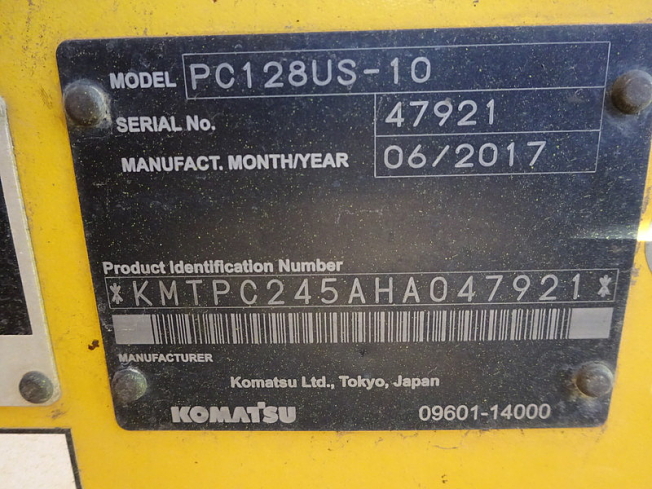 MODEL PC128US-10
SERIAL No. 47921
MANUFACT. MONTH/YEAR 06/2017
Product Identification Number
*KMTPC245AHA047921*
MANUFACTURER
Komatsu Ltd., Tokyo, Japan
KOMATSU 09601-14000